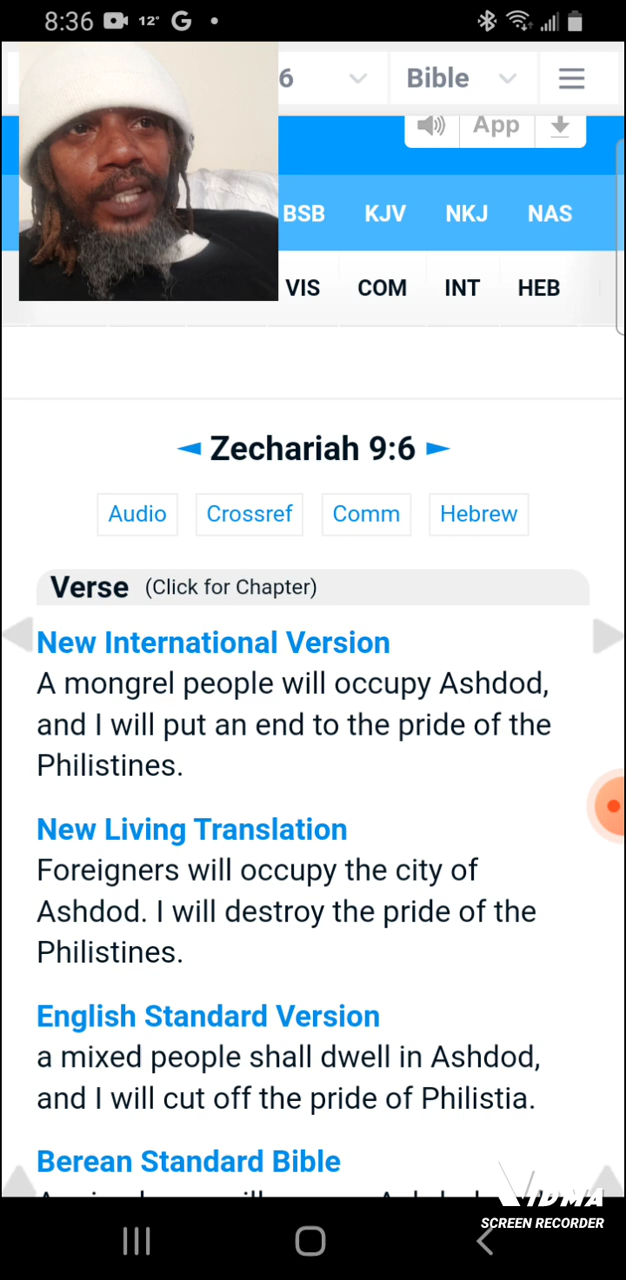 8:36 12° G
6 Bible
App
BSB KJV NKJ NAS
VIS COM INT HEB
Zechariah 9:6
Audio Crossref Comm Hebrew
Verse (Click for Chapter)
New International Version
A mongrel people will occupy Ashdod,
and I will put an end to the pride of the
Philistines.
New Living Translation
Foreigners will occupy the city of
Ashdod. I will destroy the pride of the
Philistines.
English Standard Version
a mixed people shall dwell in Ashdod,
and I will cut off the pride of Philistia.
Berean Standard Bible
VIDMA
SCREEN RECORDER